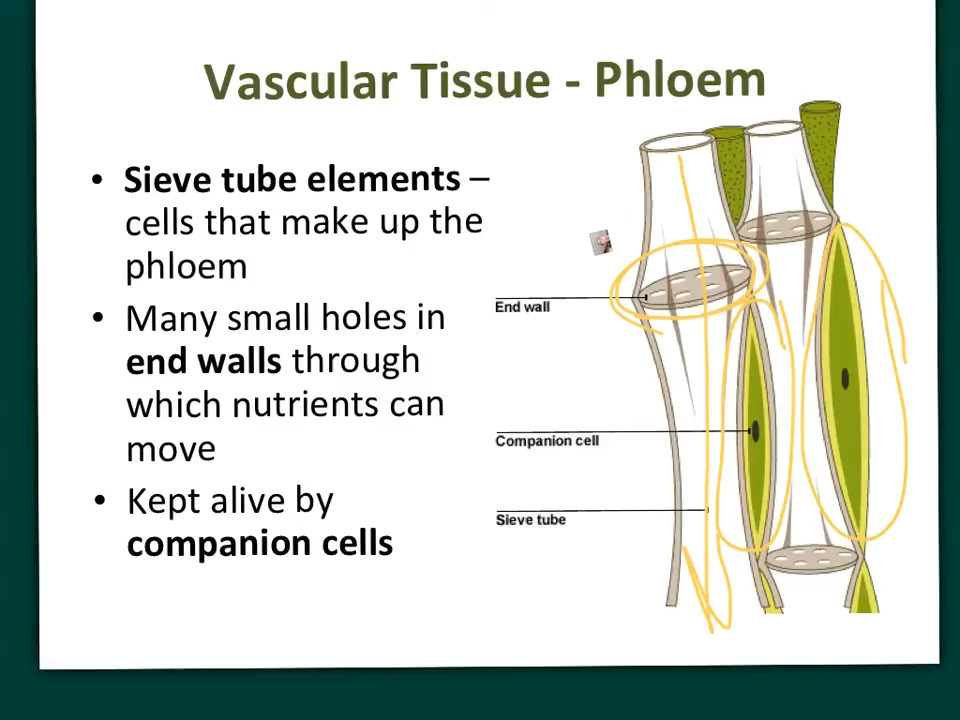 Vascular Tissue - Phloem
• Sieve tube elements –
cells that make up the
phloem
• Many small holes in
end walls through
which nutrients can
move
• Kept alive by
companion cells
End wall
Companion cell
Sieve tube